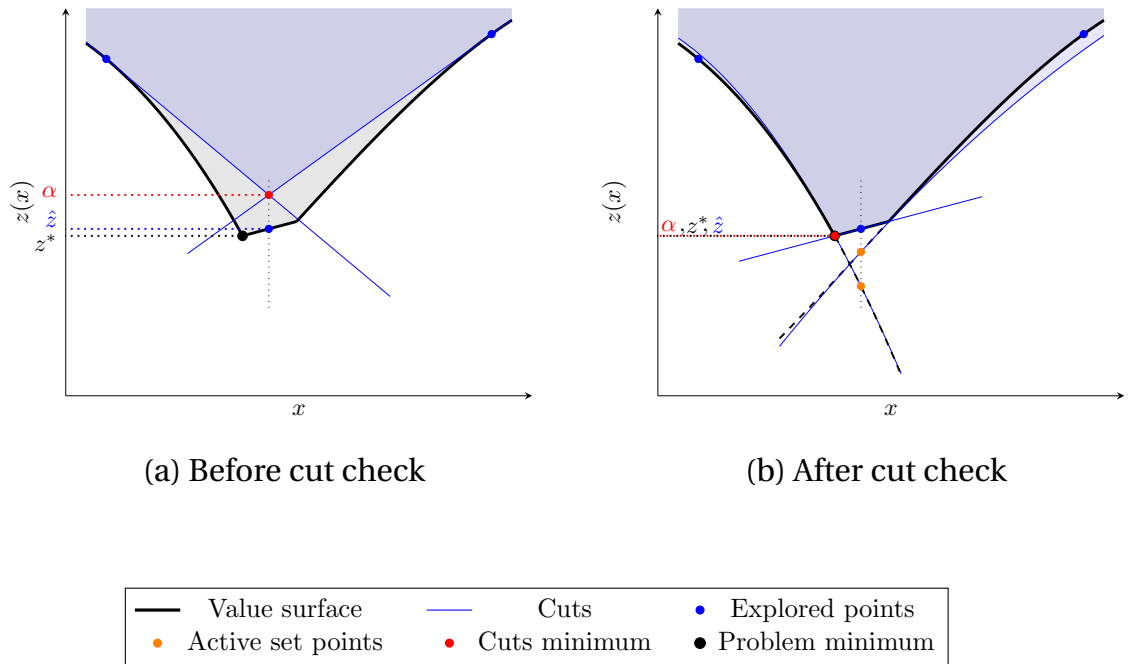 z(x)
α
ẑ
z*
x
(a) Before cut check
z(x)
α, z*, ẑ
x
(b) After cut check
Value surface Cuts Explored points
Active set points Cuts minimum Problem minimum